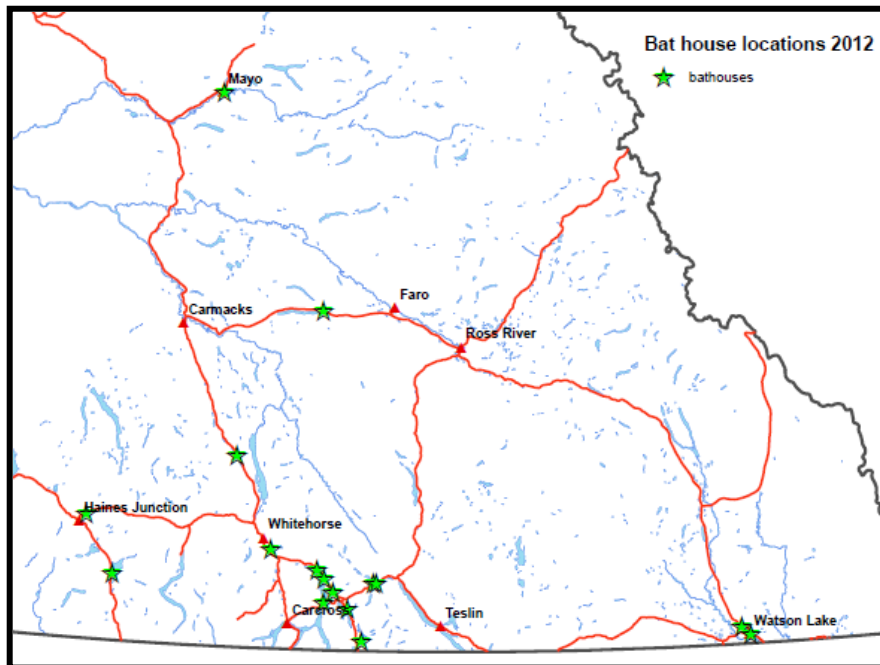 Bat house locations 2012
bathouses
Mayo
Carmacks
Faro
Ross River
Haines Junction
Whitehorse
Carcross
Teslin
Watson Lake